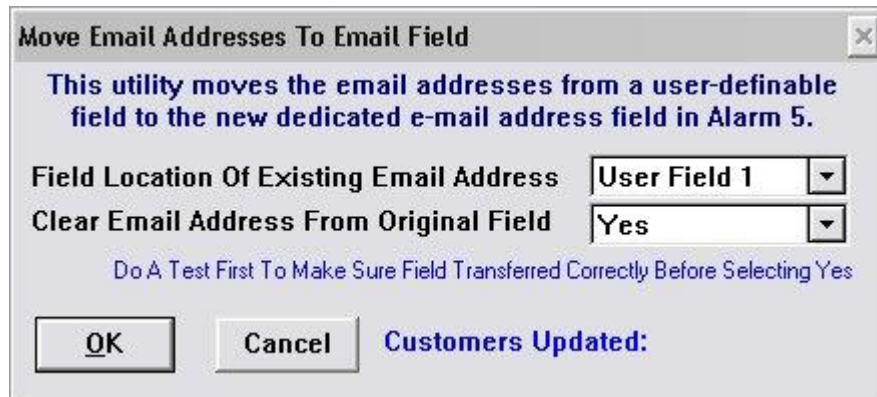 Move Email Addresses To Email Field
This utility moves the email addresses from a user-definable
field to the new dedicated e-mail address field in Alarm 5.
Field Location Of Existing Email Address User Field 1
Clear Email Address From Original Field Yes
Do A Test First To Make Sure Field Transferred Correctly Before Selecting Yes
OK Cancel Customers Updated: